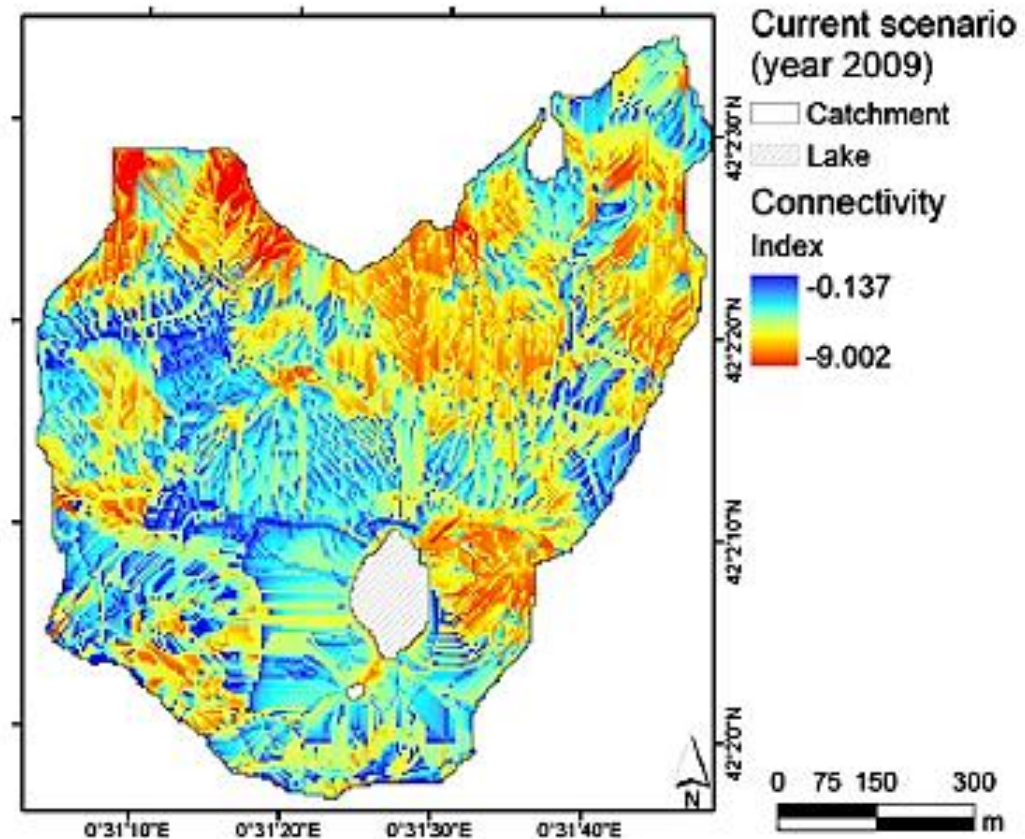 Current scenario
(year 2009)
Catchment
Lake
Connectivity
Index
-0.137
-9.002
42°2'30"N
42°2'20"N
42°2'10"N
42°2'0"N
0°31'10"E 0°31'20"E 0°31'30"E 0°31'40"E
N
0 75 150 300
m